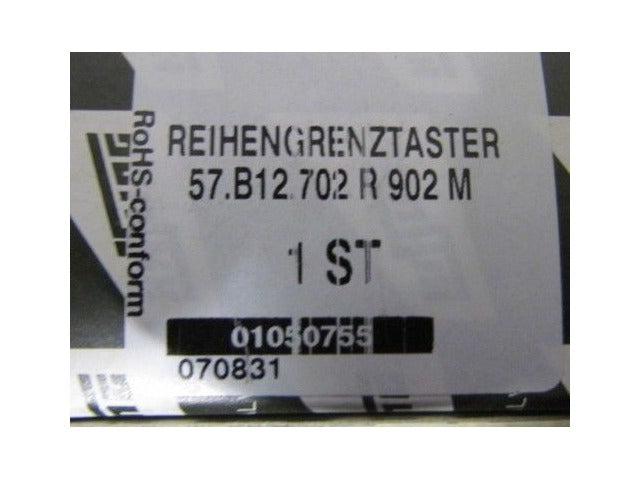 RoHS-conform
REIHENGRENZTASTER
57.B12.702 R 902 M
1 ST
01050755
070831